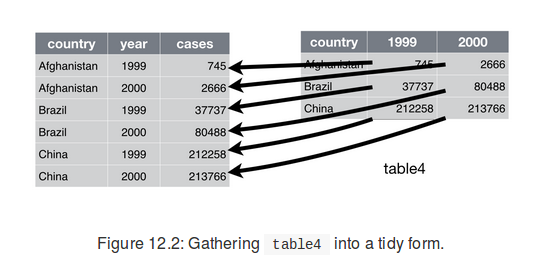 country year cases
Afghanistan 1999 745
Afghanistan 2000 2666
Brazil 1999 37737
Brazil 2000 80488
China 1999 212258
China 2000 213766
country 1999 2000
Afghanistan 745 2666
Brazil 37737 80488
China 212258 213766
table4
Figure 12.2: Gathering table4 into a tidy form.